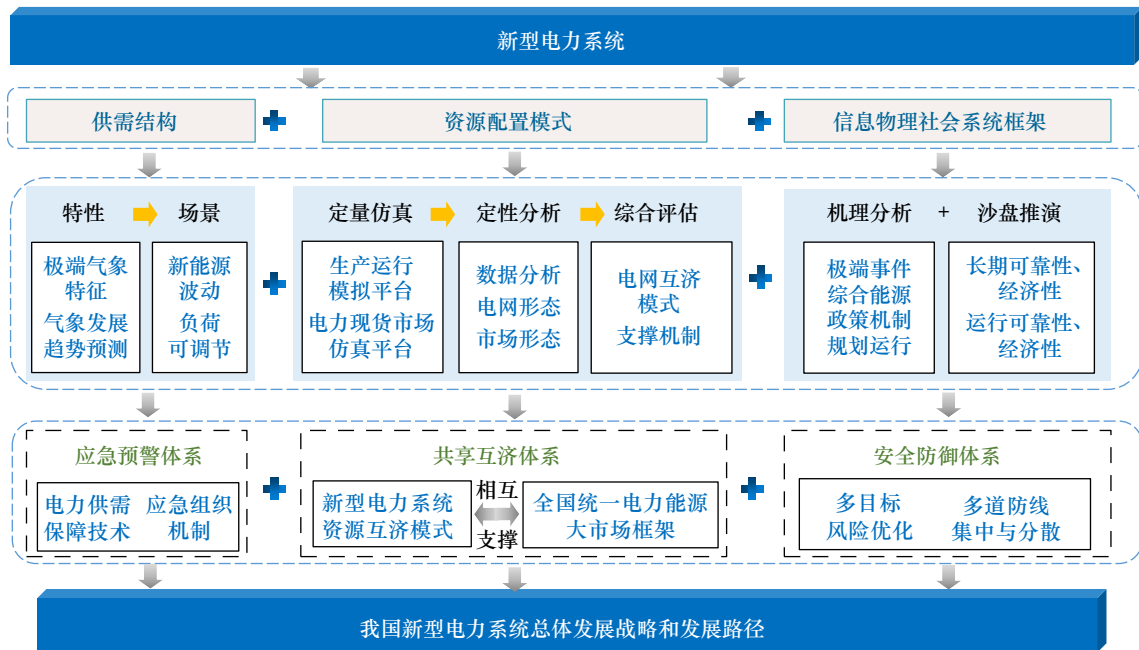 新型电力系统
供需结构
资源配置模式
信息物理社会系统框架
特性
场景
极端气象
特征
气象发展
趋势预测
新能源
波动
负荷
可调节
定量仿真
定性分析
综合评估
生产运行
模拟平台
电力现货市场
仿真平台
数据分析
电网形态
市场形态
电网互济
模式
支撑机制
机理分析 + 沙盘推演
极端事件
综合能源
政策机制
规划运行
长期可靠性、
经济性
运行可靠性、
经济性
应急预警体系
电力供需
保障技术
应急组织
机制
共享互济体系
新型电力系统
资源互济模式
相互
支撑
全国统一电力能源
大市场框架
安全防御体系
多目标
风险优化
多道防线
集中与分散
我国新型电力系统总体发展战略和发展路径